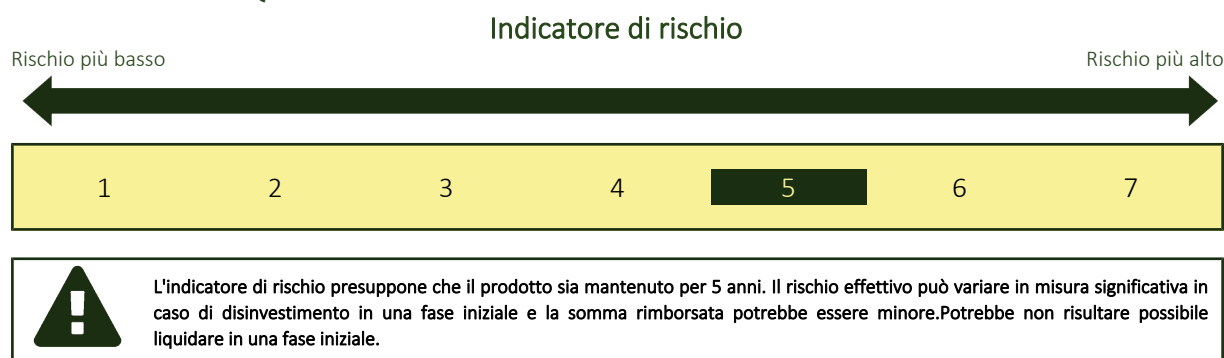 Indicatore di rischio
Rischio più basso
Rischio più alto
1 2 3 4 5 6 7
L'indicatore di rischio presuppone che il prodotto sia mantenuto per 5 anni. Il rischio effettivo può variare in misura significativa in
caso di disinvestimento in una fase iniziale e la somma rimborsata potrebbe essere minore.Potrebbe non risultare possibile
liquidare in una fase iniziale.